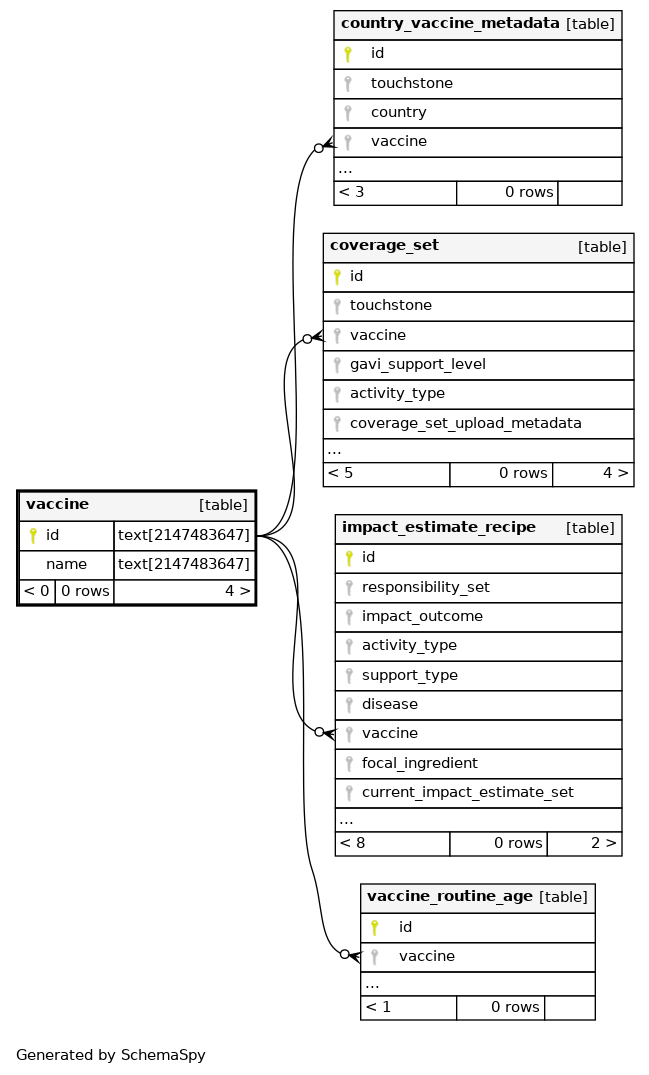 country_vaccine_metadata [table]
id
touchstone
country
vaccine
...
< 3 0 rows
coverage_set [table]
id
touchstone
vaccine
gavi_support_level
activity_type
coverage_set_upload_metadata
...
< 5 0 rows 4 >
vaccine [table]
id text[2147483647]
name text[2147483647]
< 0 0 rows 4 >
impact_estimate_recipe [table]
id
responsibility_set
impact_outcome
activity_type
support_type
disease
vaccine
focal_ingredient
current_impact_estimate_set
...
< 8 0 rows 2 >
vaccine_routine_age [table]
id
vaccine
...
< 1 0 rows
Generated by SchemaSpy